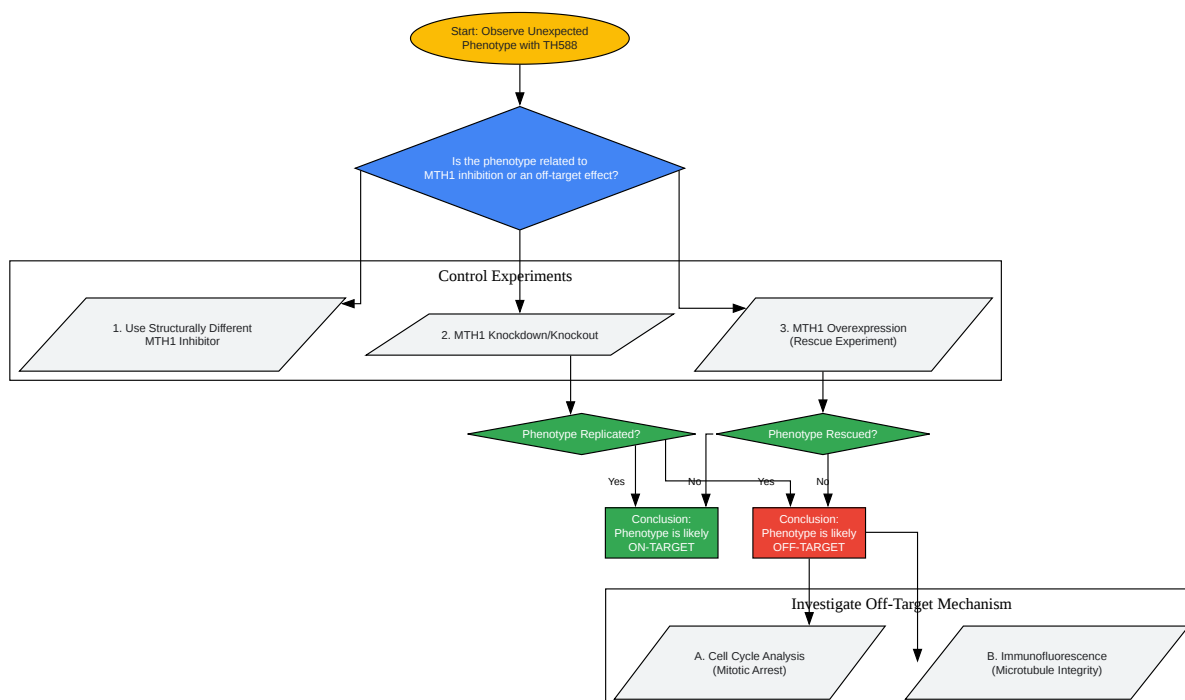 Start: Observe Unexpected
Phenotype with TH588
Is the phenotype related to
MTH1 inhibition or an off-target effect?
Control Experiments
1. Use Structurally Different
MTH1 Inhibitor
2. MTH1 Knockdown/Knockout
3. MTH1 Overexpression
(Rescue Experiment)
Phenotype Replicated?
Phenotype Rescued?
Yes
No
Yes
No
Conclusion:
Phenotype is likely
ON-TARGET
Conclusion:
Phenotype is likely
OFF-TARGET
Investigate Off-Target Mechanism
A. Cell Cycle Analysis
(Mitotic Arrest)
B. Immunofluorescence
(Microtubule Integrity)